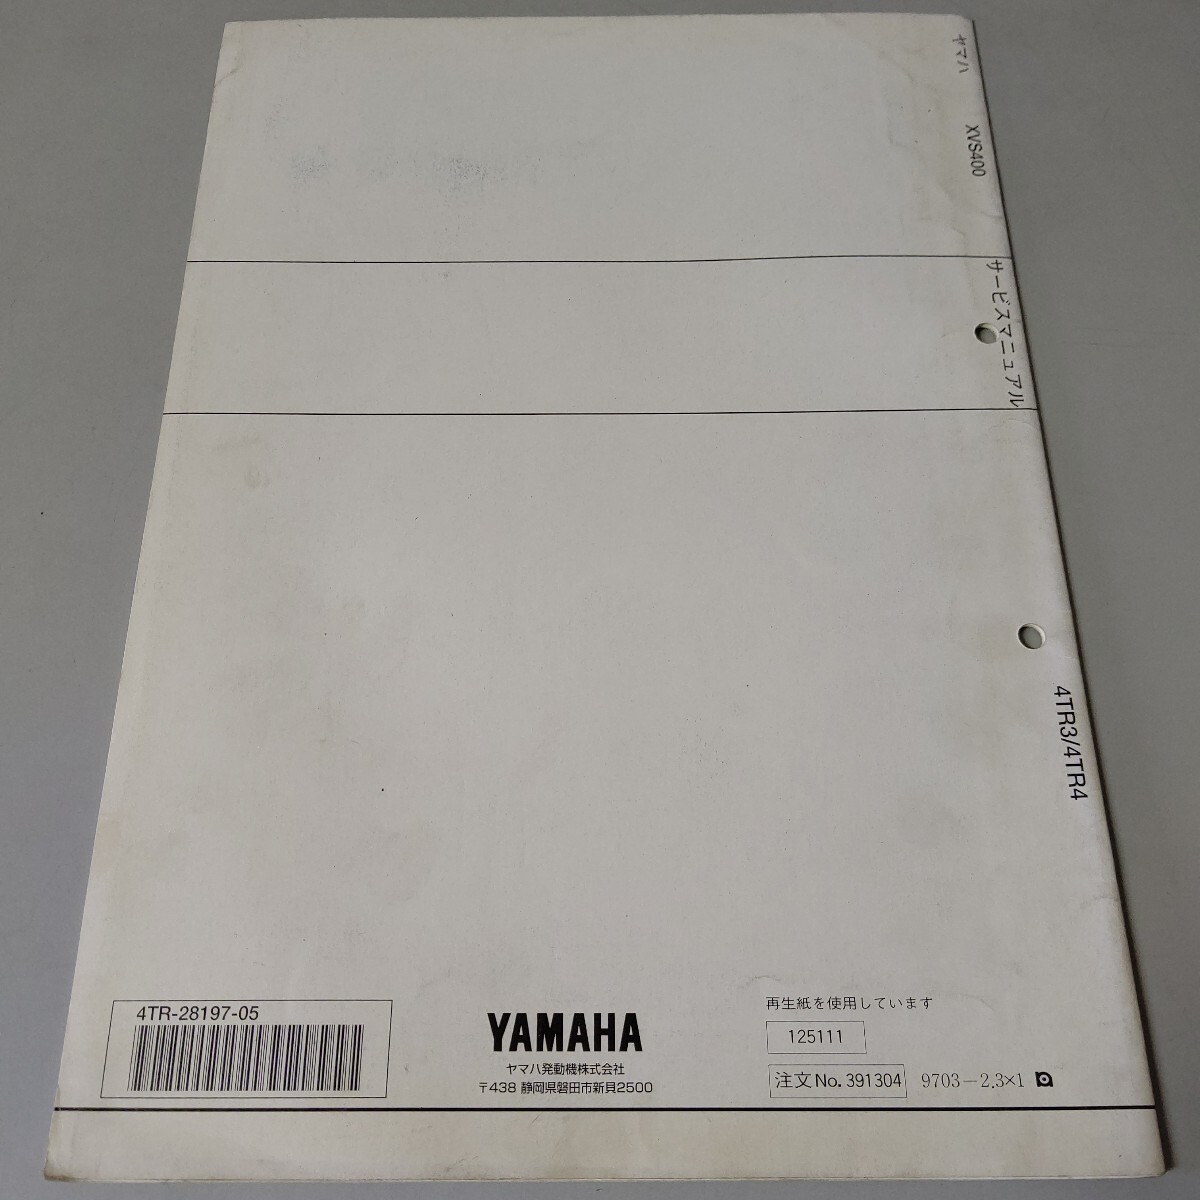 ヤマハ
XVS400
サービスマニュアル
4TR3/4TR4
4TR-28197-05
YAMAHA
ヤマハ発動機株式会社
〒438 静岡県磐田市新貝2500
再生紙を使用しています
125111
注文No.391304
9703-2.3×1